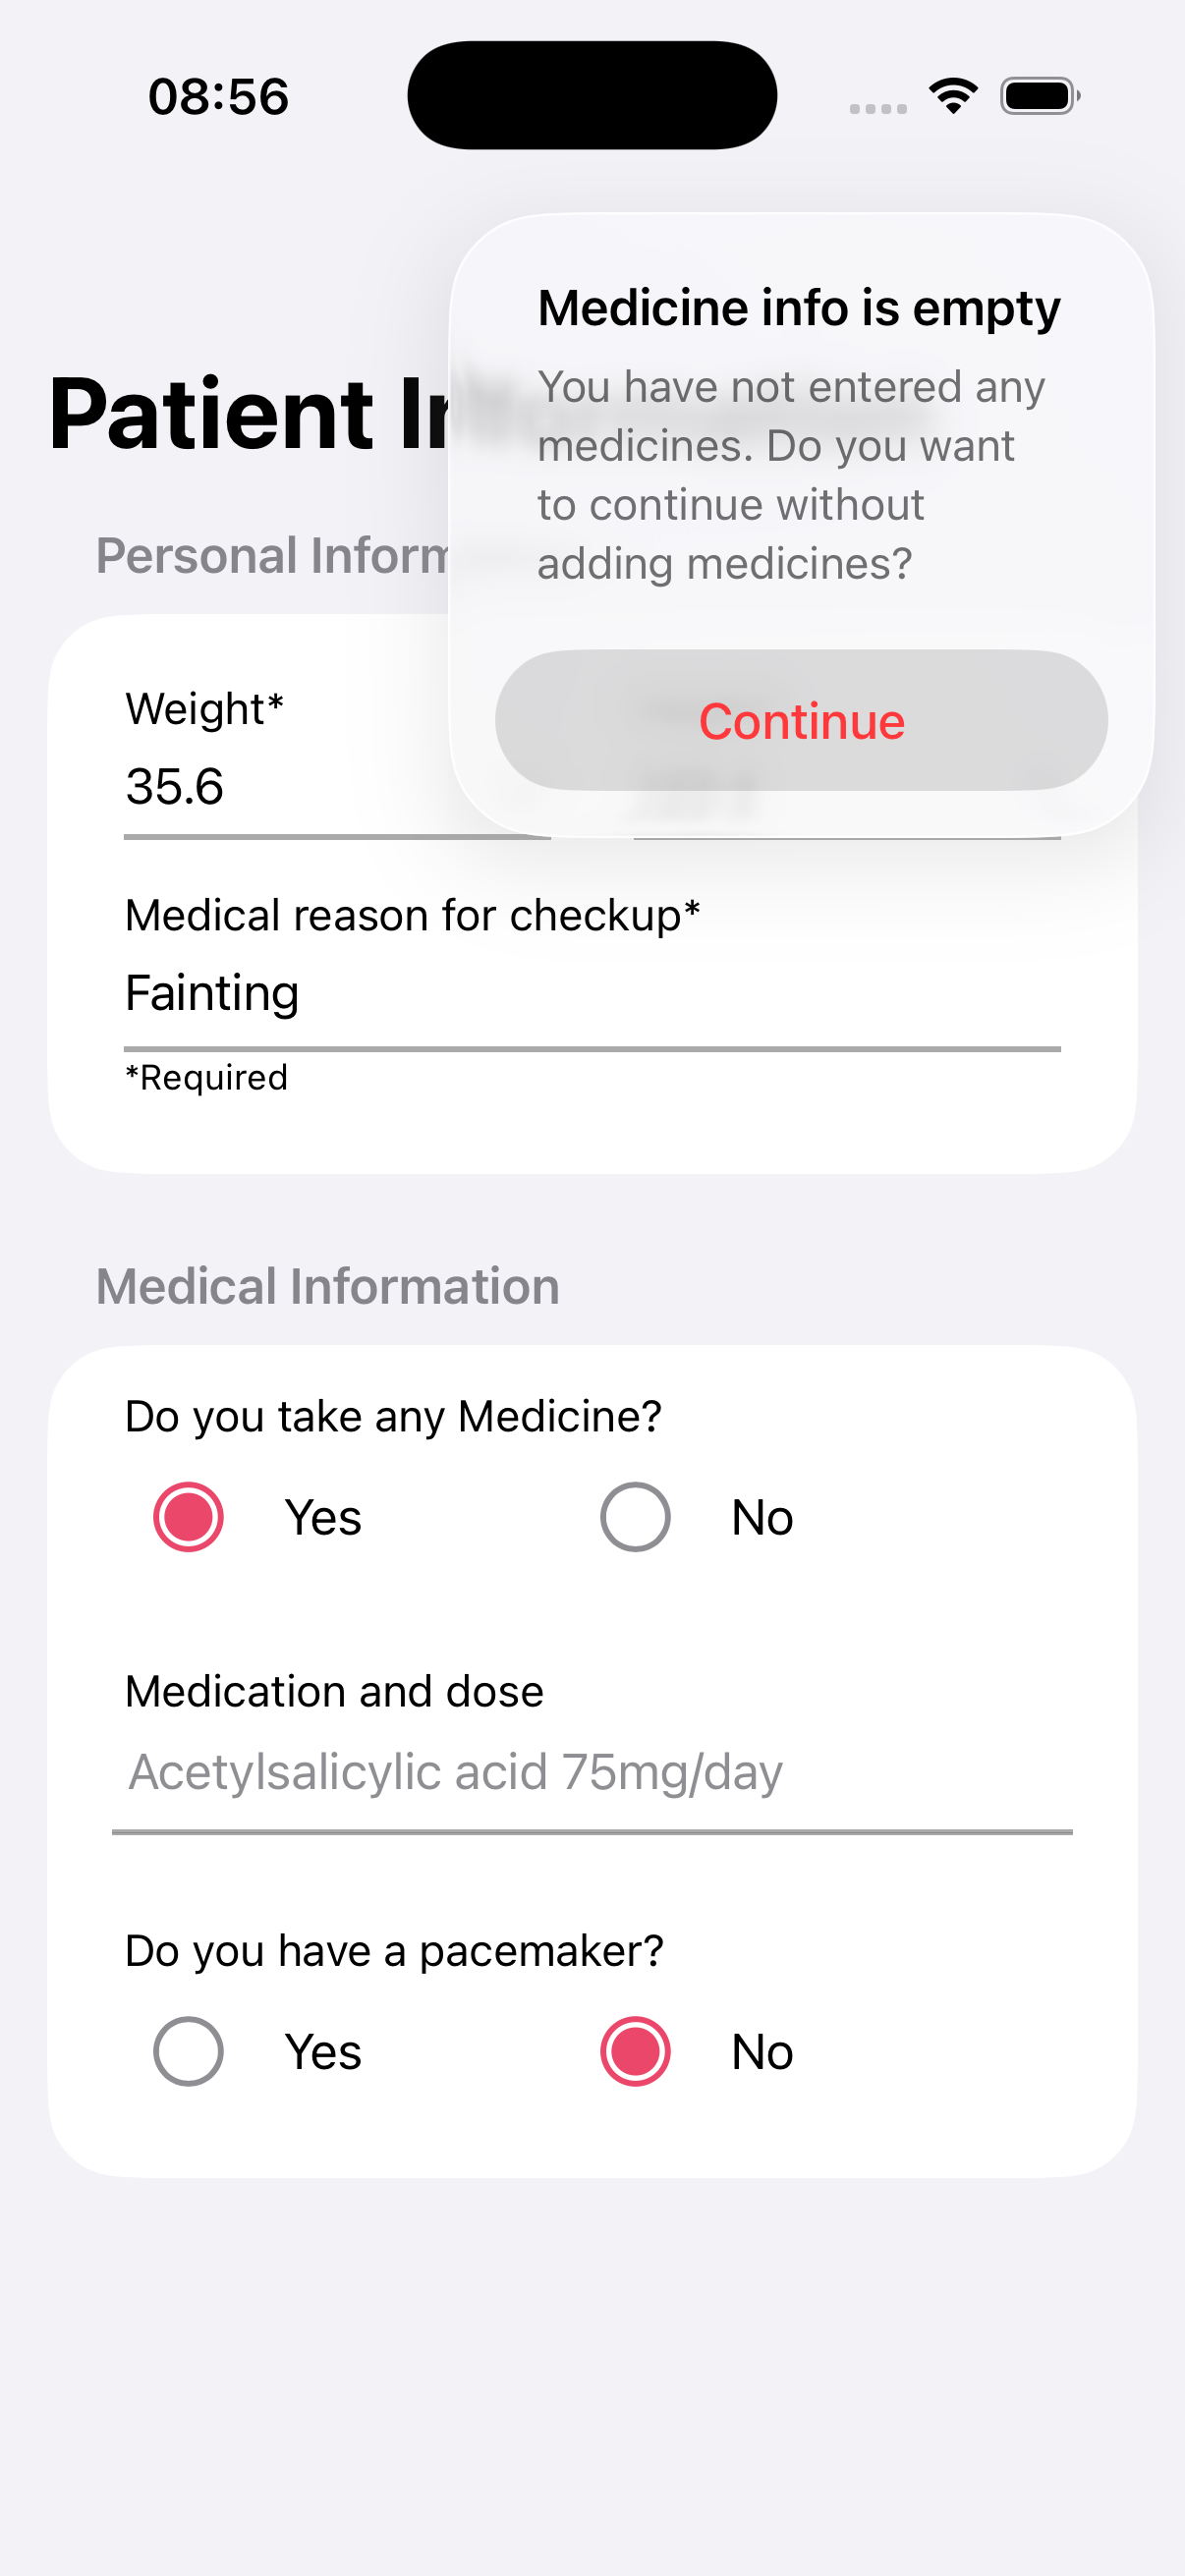 08:56
Medicine info is empty
You have not entered any
medicines. Do you want
to continue without
adding medicines?
Continue
Patient
Personal
Weight*
35.6
Medical reason for checkup*
Fainting
*Required
Medical Information
Do you take any Medicine?
Yes
No
Medication and dose
Acetylsalicylic acid 75mg/day
Do you have a pacemaker?
Yes
No